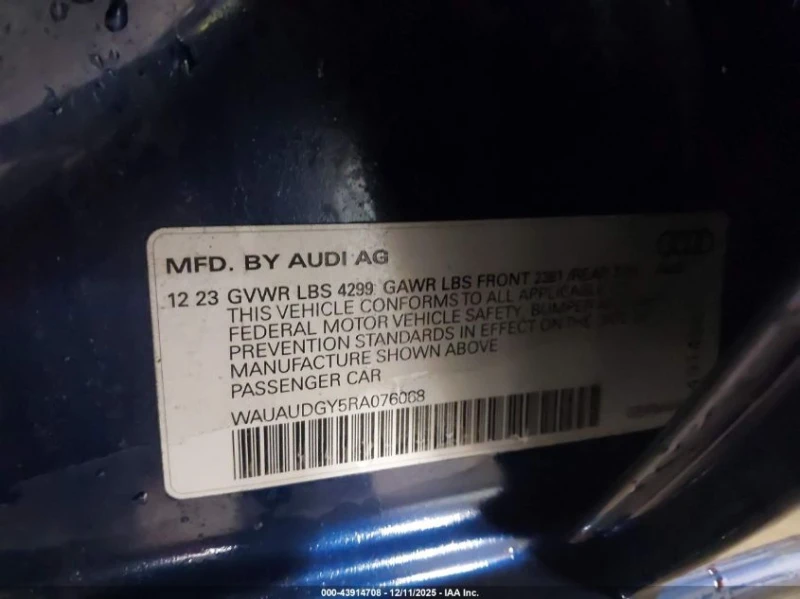 MFD. BY AUDI AG
12 23 GVWR LBS 4299 GAWR LBS FRONT
THIS VEHICLE CONFORMS TO ALL APPLICABLE
FEDERAL MOTOR VEHICLE SAFETY, BUMPER
PREVENTION STANDARDS IN EFFECT ON THE
MANUFACTURE SHOWN ABOVE
PASSENGER CAR
WAUAUDGY5RA076068
000-43914708 - 12/11/2025 - IAA Inc.